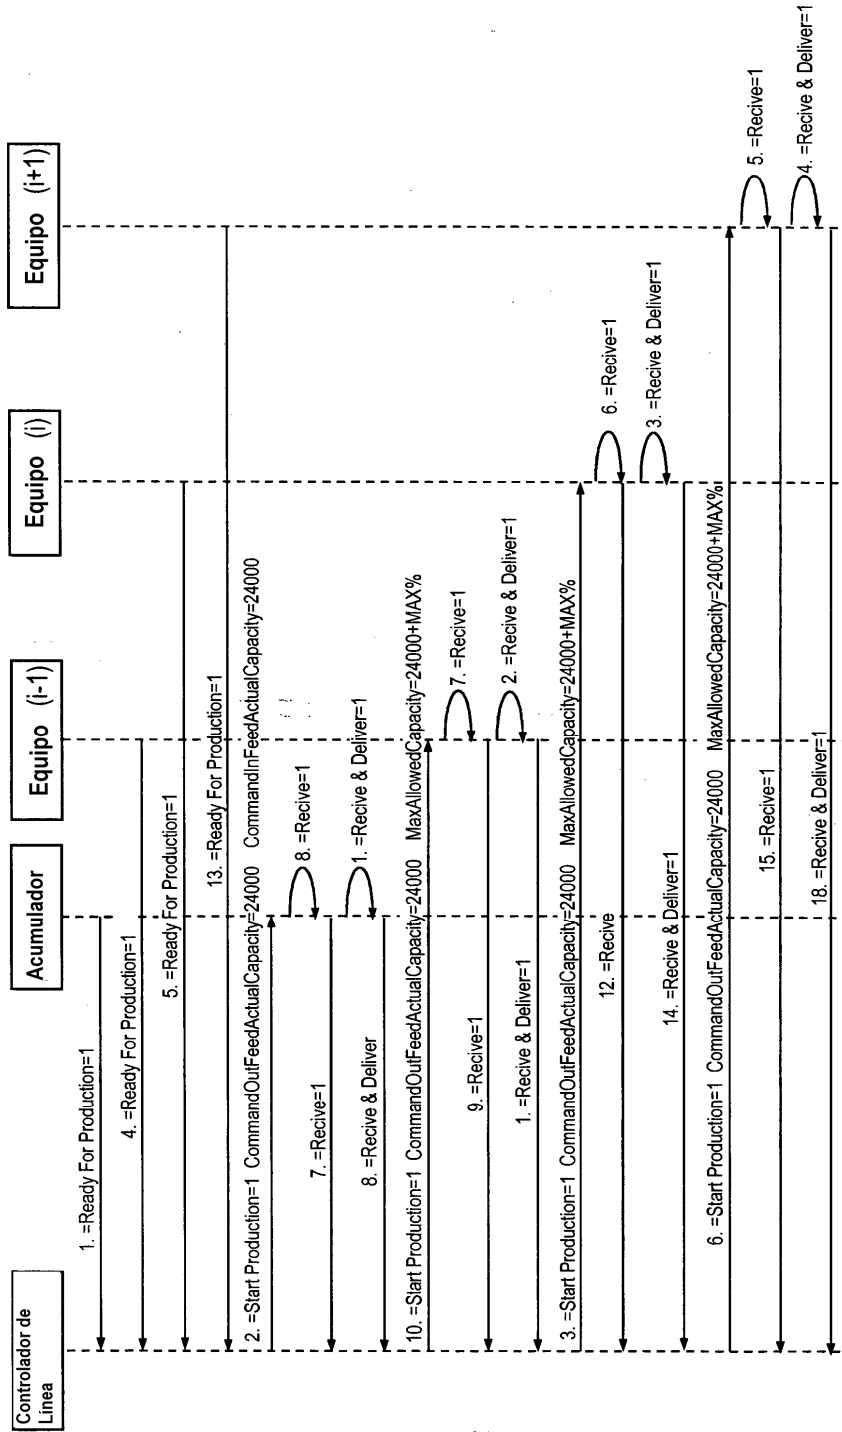 Controlador de
Línea
Acumulador
Equipo (i-1)
Equipo (i)
Equipo (i+1)
1. =Ready For Production=1
4. =Ready For Production=1
5. =Ready For Production=1
13. =Ready For Production=1
2. =Start Production=1 CommandOutFeedActualCapacity=24000 CommandInFeedActualCapacity=24000
8. =Recive=1
7. =Recive=1
1. =Recive & Deliver=1
8. =Recive & Deliver
10. =Start Production=1 CommandOutFeedActualCapacity=24000 MaxAllowedCapacity=24000+MAX%
7. =Recive=1
9. =Recive=1
2. =Recive & Deliver=1
1. =Recive & Deliver=1
3. =Start Production=1 CommandOutFeedActualCapacity=24000 MaxAllowedCapacity=24000+MAX%
6. =Recive=1
12. =Recive
3. =Recive & Deliver=1
14. =Recive & Deliver=1
6. =Start Production=1 CommandOutFeedActualCapacity=24000 MaxAllowedCapacity=24000+MAX%
5. =Recive=1
15. =Recive=1
4. =Recive & Deliver=1
18. =Recive & Deliver=1